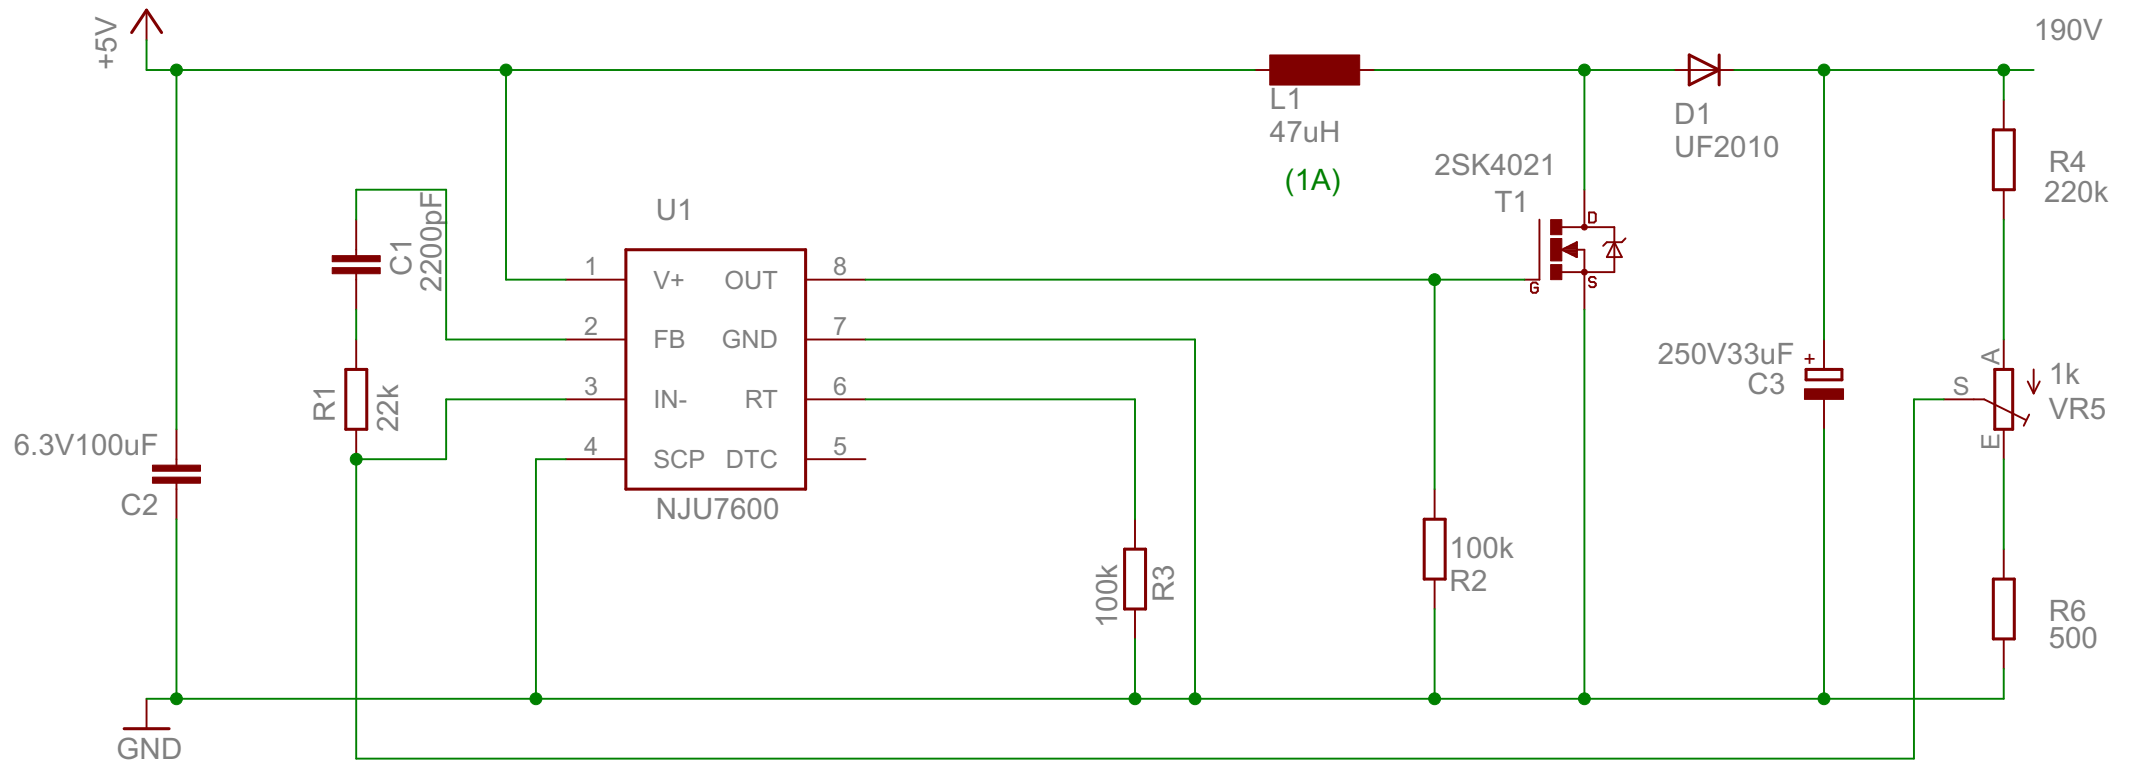 +5V
190V
L1
47uH
(1A)
D1
UF2010
2SK4021
T1
R4
220k
C1
2200pF
U1
1
V+
OUT
8
2
FB
GND
7
3
IN-
RT
6
4
SCP
DTC
5
NJU7600
D
G
S
R1
22k
250V33uF
+
C3
A
S
E
1k
VR5
6.3V100uF
C2
100k
R3
100k
R2
R6
500
GND